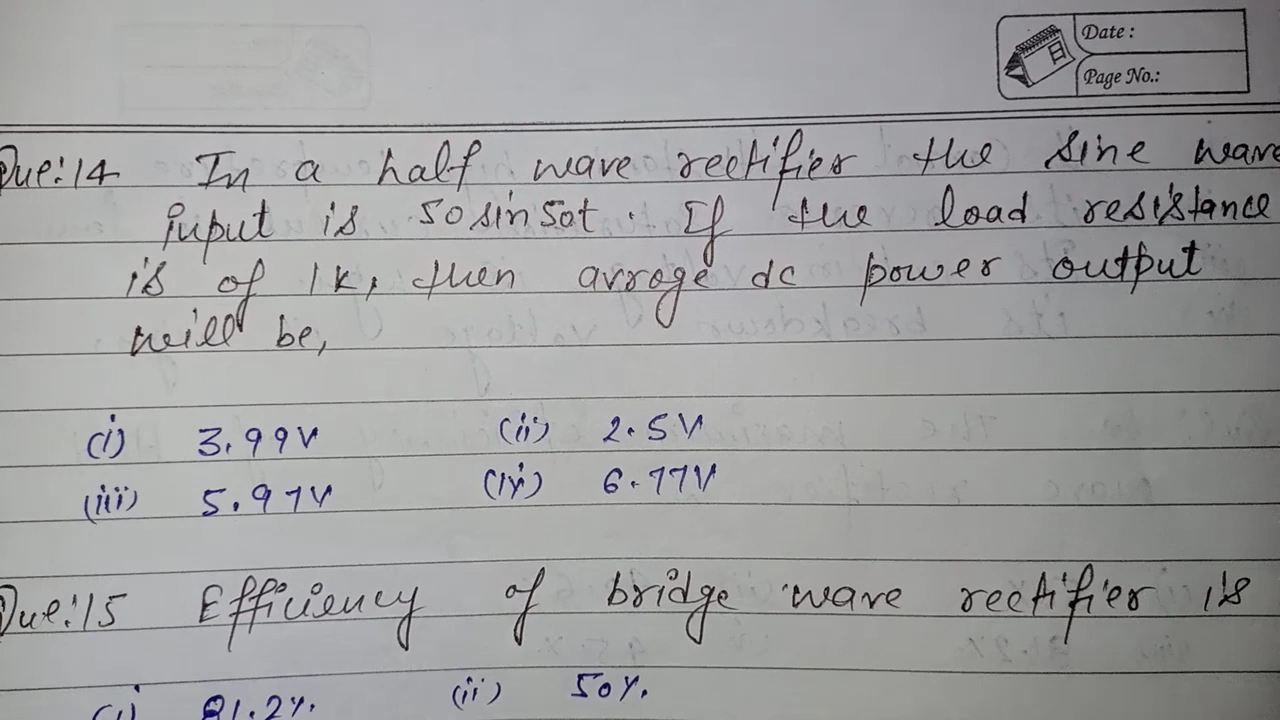 Date :
Page No.:
Que:14 In a half wave rectifier the sine wave
input is 50 sin 50t. If the load resistance
is of 1K, then avrage dc power output
will be,
(i) 3.99V (ii) 2.5V
(iii) 5.97V (iv) 6.77V
Que:15 Efficiency of bridge wave rectifier is
(i) 81.2%. (ii) 50%.